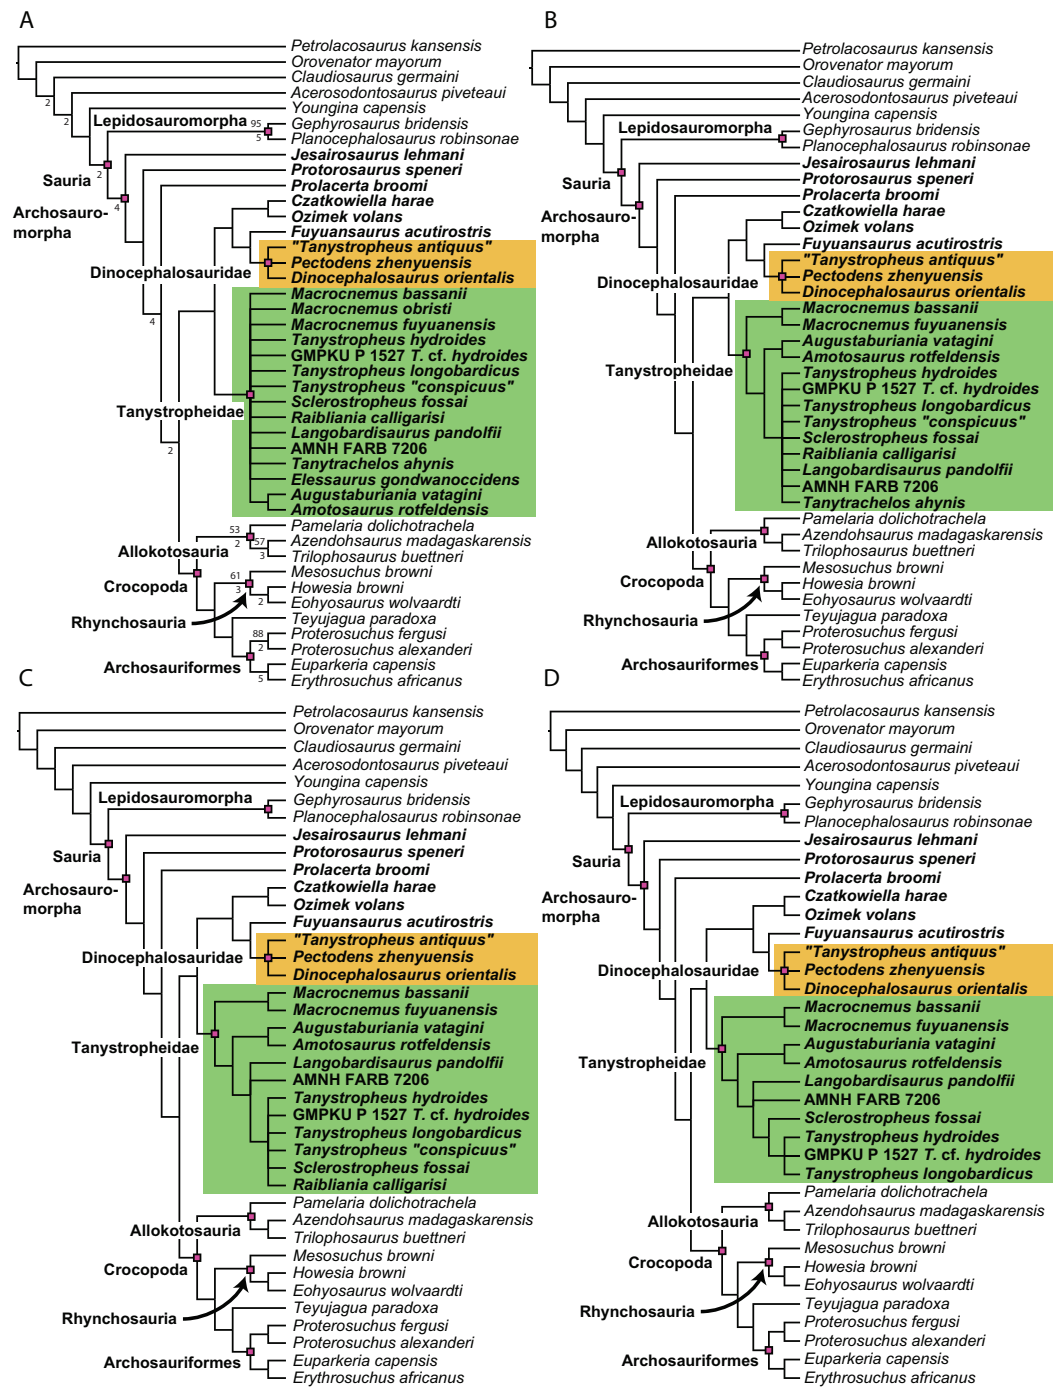 A
Petrolacosaurus kansensis
Orovenator mayorum
Claudiosaurus germaini
2
Acerosodontosaurus piveteaui
2
Youngina capensis
Lepidosauromorpha
95
Gephyrosaurus bridensis
5
Planocephalosaurus robinsonae
Jesairosaurus lehmani
Sauria
2
Protorosaurus speneri
Prolacerta broomi
4
Archosauro-
morpha
Czatkowiella harae
Ozimek volans
Fuyuansaurus acutirostris
"Tanystropheus antiquus"
Pectodens zhenyuensis
Dinocephalosauridae
Dinocephalosaurus orientalis
Macrocnemus bassanii
Macrocnemus obristi
4
Macrocnemus fuyuanensis
Tanystropheus hydroides
GMPKU P 1527 T. cf. hydroides
Tanystropheus longobardicus
Tanystropheus "conspicuus"
Sclerostropheus fossai
Tanystropheidae
Raibliania calligarisi
Langobardisaurus pandolfii
2
AMNH FARB 7206
Tanytrachelos ahynis
Elessaurus gondwanoccidens
Augustaburiania vatagini
Amotosaurus rotfeldensis
53
Pamelaria dolichotrachela
Allokotosauria
2
57
Azendohsaurus madagaskarensis
3
Trilophosaurus buettneri
61
Mesosuchus browni
Crocopoda
3
Howesia browni
2
Eohyosaurus wolvaardti
Rhynchosauria
Teyujagua paradoxa
88
Proterosuchus fergusi
2
Proterosuchus alexanderi
Archosauriformes
Euparkeria capensis
5
Erythrosuchus africanus
B
Petrolacosaurus kansensis
Orovenator mayorum
Claudiosaurus germaini
Acerosodontosaurus piveteaui
Youngina capensis
Lepidosauromorpha
Gephyrosaurus bridensis
Planocephalosaurus robinsonae
Jesairosaurus lehmani
Sauria
Protorosaurus speneri
Prolacerta broomi
Archosauro-
morpha
Czatkowiella harae
Ozimek volans
Fuyuansaurus acutirostris
"Tanystropheus antiquus"
Pectodens zhenyuensis
Dinocephalosauridae
Dinocephalosaurus orientalis
Macrocnemus bassanii
Macrocnemus fuyuanensis
Augustaburiania vatagini
Amotosaurus rotfeldensis
Tanystropheidae
Tanystropheus hydroides
GMPKU P 1527 T. cf. hydroides
Tanystropheus longobardicus
Tanystropheus "conspicuus"
Sclerostropheus fossai
Raibliania calligarisi
Langobardisaurus pandolfii
AMNH FARB 7206
Tanytrachelos ahynis
Pamelaria dolichotrachela
Allokotosauria
Azendohsaurus madagaskarensis
Trilophosaurus buettneri
Mesosuchus browni
Crocopoda
Howesia browni
Eohyosaurus wolvaardti
Rhynchosauria
Teyujagua paradoxa
Proterosuchus fergusi
Proterosuchus alexanderi
Archosauriformes
Euparkeria capensis
Erythrosuchus africanus
C
Petrolacosaurus kansensis
Orovenator mayorum
Claudiosaurus germaini
Acerosodontosaurus piveteaui
Youngina capensis
Lepidosauromorpha
Gephyrosaurus bridensis
Planocephalosaurus robinsonae
Jesairosaurus lehmani
Sauria
Protorosaurus speneri
Prolacerta broomi
Archosauro-
morpha
Czatkowiella harae
Ozimek volans
Fuyuansaurus acutirostris
"Tanystropheus antiquus"
Dinocephalosauridae
Pectodens zhenyuensis
Dinocephalosaurus orientalis
Macrocnemus bassanii
Macrocnemus fuyuanensis
Augustaburiania vatagini
Tanystropheidae
Amotosaurus rotfeldensis
Langobardisaurus pandolfii
AMNH FARB 7206
Tanystropheus hydroides
GMPKU P 1527 T. cf. hydroides
Tanystropheus longobardicus
Tanystropheus "conspicuus"
Sclerostropheus fossai
Raibliania calligarisi
Pamelaria dolichotrachela
Allokotosauria
Azendohsaurus madagaskarensis
Trilophosaurus buettneri
Mesosuchus browni
Crocopoda
Howesia browni
Eohyosaurus wolvaardti
Rhynchosauria
Teyujagua paradoxa
Proterosuchus fergusi
Proterosuchus alexanderi
Archosauriformes
Euparkeria capensis
Erythrosuchus africanus
D
Petrolacosaurus kansensis
Orovenator mayorum
Claudiosaurus germaini
Acerosodontosaurus piveteaui
Youngina capensis
Lepidosauromorpha
Gephyrosaurus bridensis
Planocephalosaurus robinsonae
Jesairosaurus lehmani
Sauria
Protorosaurus speneri
Prolacerta broomi
Archosauro-
morpha
Czatkowiella harae
Ozimek volans
Fuyuansaurus acutirostris
"Tanystropheus antiquus"
Dinocephalosauridae
Pectodens zhenyuensis
Dinocephalosaurus orientalis
Macrocnemus bassanii
Macrocnemus fuyuanensis
Augustaburiania vatagini
Tanystropheidae
Amotosaurus rotfeldensis
Langobardisaurus pandolfii
AMNH FARB 7206
Sclerostropheus fossai
Tanystropheus hydroides
GMPKU P 1527 T. cf. hydroides
Tanystropheus longobardicus
Pamelaria dolichotrachela
Allokotosauria
Azendohsaurus madagaskarensis
Trilophosaurus buettneri
Mesosuchus browni
Crocopoda
Howesia browni
Eohyosaurus wolvaardti
Rhynchosauria
Teyujagua paradoxa
Proterosuchus fergusi
Proterosuchus alexanderi
Archosauriformes
Euparkeria capensis
Erythrosuchus africanus